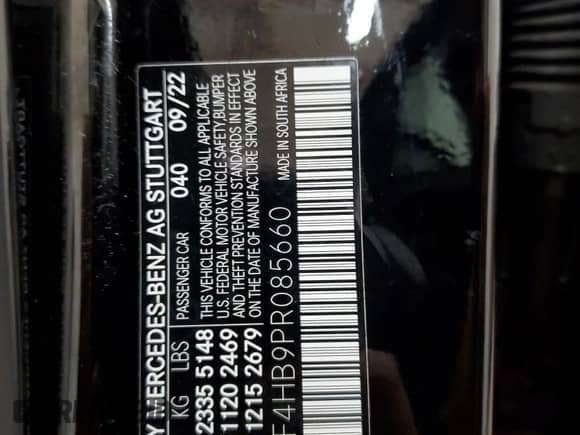 Y MERCEDES-BENZ AG STUTTGART
KG LBS PASSENGER CAR 040 09/22
2335 5148 THIS VEHICLE CONFORMS TO ALL APPLICABLE
1120 2469 U.S. FEDERAL MOTOR VEHICLE SAFETY,BUMPER
1215 2679 AND THEFT PREVENTION STANDARDS IN EFFECT
ON THE DATE OF MANUFACTURE SHOWN ABOVE
F4HB9PR085660 MADE IN SOUTH AFRICA